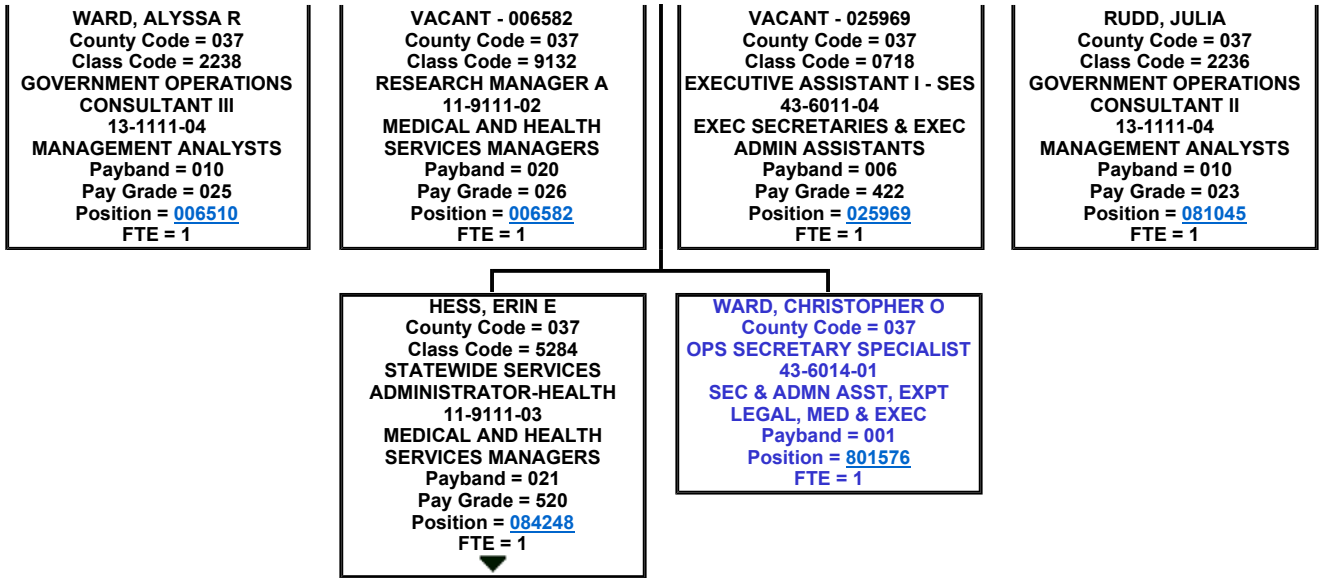 WARD, ALYSSA R
County Code = 037
Class Code = 2238
GOVERNMENT OPERATIONS
CONSULTANT III
13-1111-04
MANAGEMENT ANALYSTS
Payband = 010
Pay Grade = 025
Position = 006510
FTE = 1
VACANT - 006582
County Code = 037
Class Code = 9132
RESEARCH MANAGER A
11-9111-02
MEDICAL AND HEALTH
SERVICES MANAGERS
Payband = 020
Pay Grade = 026
Position = 006582
FTE = 1
VACANT - 025969
County Code = 037
Class Code = 0718
EXECUTIVE ASSISTANT I - SES
43-6011-04
EXEC SECRETARIES & EXEC
ADMIN ASSISTANTS
Payband = 006
Pay Grade = 422
Position = 025969
FTE = 1
RUDD, JULIA
County Code = 037
Class Code = 2236
GOVERNMENT OPERATIONS
CONSULTANT II
13-1111-04
MANAGEMENT ANALYSTS
Payband = 010
Pay Grade = 023
Position = 081045
FTE = 1
HESS, ERIN E
County Code = 037
Class Code = 5284
STATEWIDE SERVICES
ADMINISTRATOR-HEALTH
11-9111-03
MEDICAL AND HEALTH
SERVICES MANAGERS
Payband = 021
Pay Grade = 520
Position = 084248
FTE = 1
WARD, CHRISTOPHER O
County Code = 037
OPS SECRETARY SPECIALIST
43-6014-01
SEC & ADMN ASST, EXPT
LEGAL, MED & EXEC
Payband = 001
Position = 801576
FTE = 1